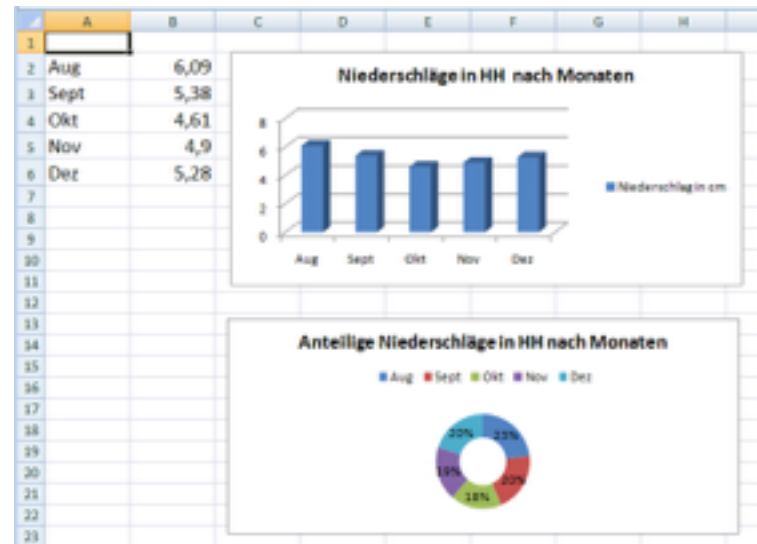 A B C D E F G H
1
2 Aug 6,09
3 Sept 5,38
4 Okt 4,61
5 Nov 4,9
6 Dez 5,28
7
8
9
10
11
12
13
14
15
16
17
18
19
20
21
22
23
Niederschläge in HH nach Monaten
8
6
4
2
0
Aug Sept Okt Nov Dez
Niederschlag in cm
Anteilige Niederschläge in HH nach Monaten
Aug Sept Okt Nov Dez
20% 23%
19% 20%
18%